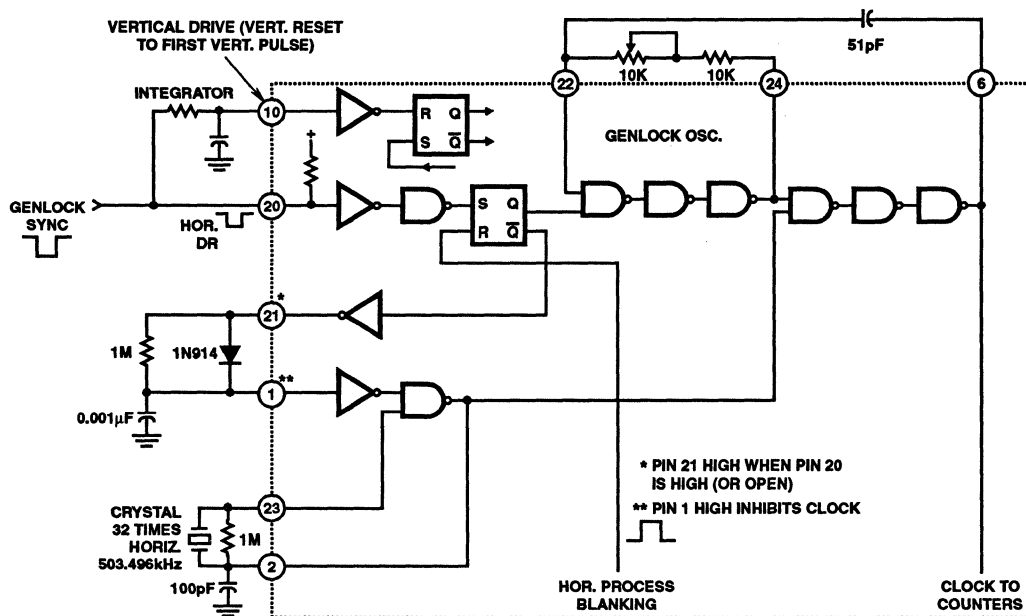 VERTICAL DRIVE (VERT. RESET
TO FIRST VERT. PULSE)
51pF
10K
10K
22
24
6
INTEGRATOR
10
R Q
S Q̅
GENLOCK OSC.
+
GENLOCK
SYNC
20
HOR.
DR
S Q
R Q̅
21
*
1M
1N914
1
**
0.001μF
* PIN 21 HIGH WHEN PIN 20
IS HIGH (OR OPEN)
** PIN 1 HIGH INHIBITS CLOCK
23
CRYSTAL
32 TIMES
HORIZ.
503.496kHz
1M
2
100pF
HOR. PROCESS
BLANKING
CLOCK TO
COUNTERS